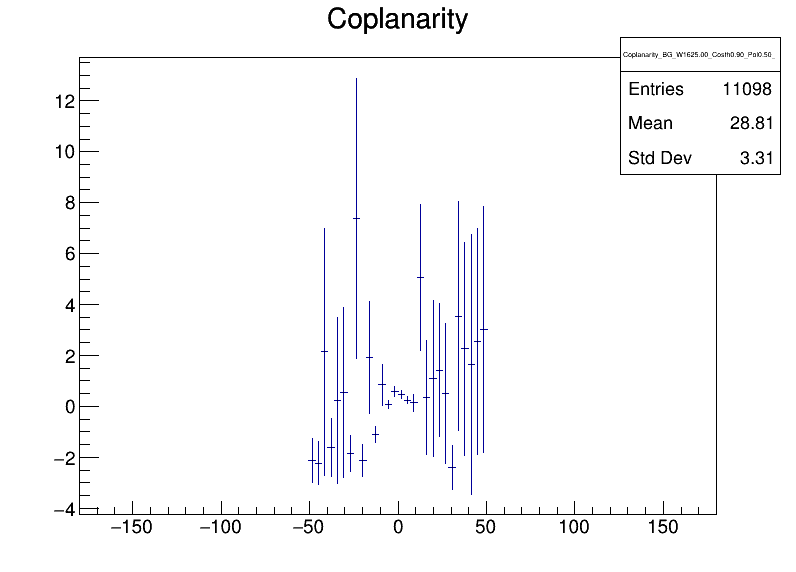 Coplanarity
Coplanarity_BG_W1625.00_Costh0.90_Pol0.50_
Entries 11098
Mean 28.81
Std Dev 3.31
12
10
8
6
4
2
0
−2
−4
−150 −100 −50 0 50 100 150